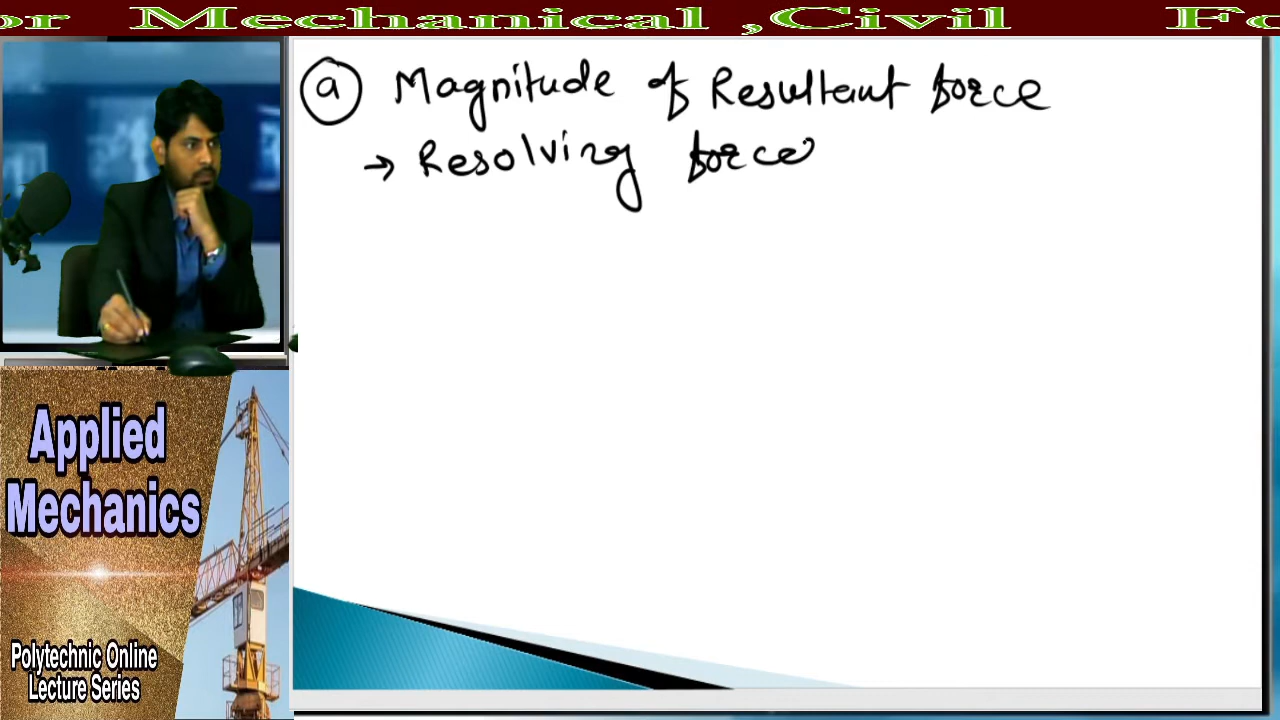 or Mechanical ,Civil Fo
a Magnitude of Resultant force
→ Resolving force
Applied
Mechanics
Polytechnic Online
Lecture Series